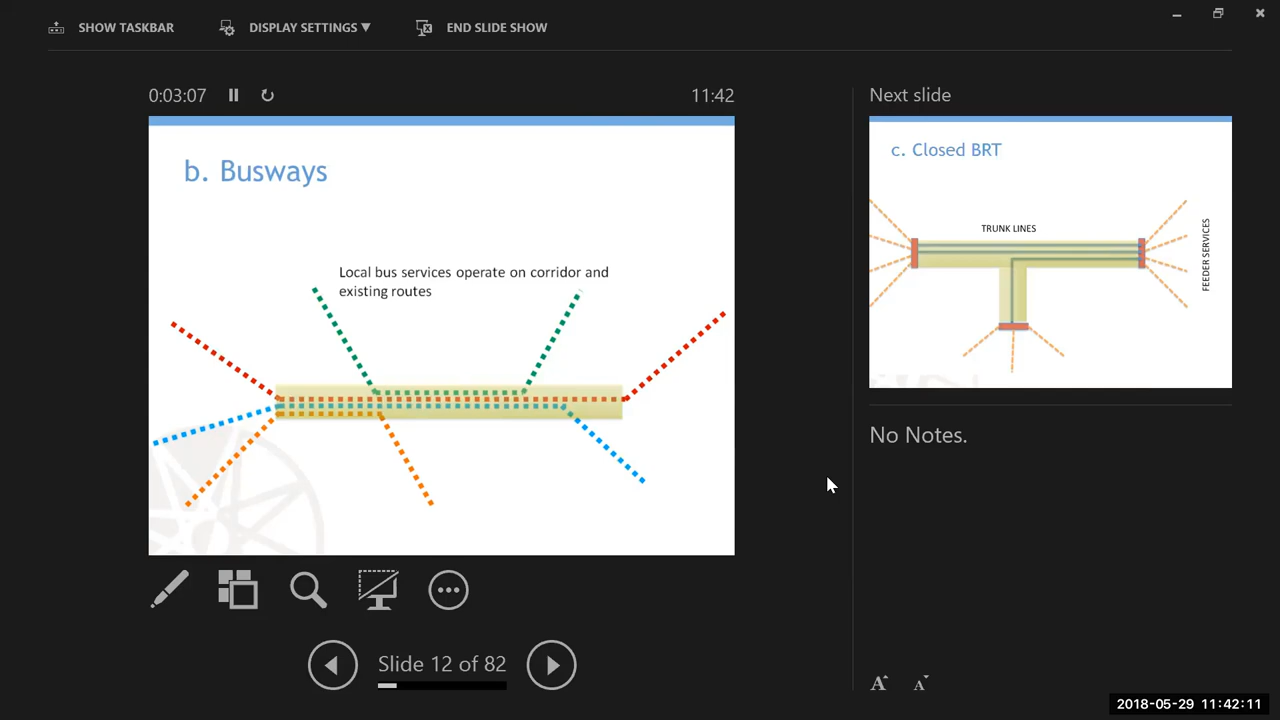 SHOW TASKBAR
DISPLAY SETTINGS ▼
END SLIDE SHOW
0:03:07
11:42
Next slide
b. Busways
Local bus services operate on corridor and
existing routes
c. Closed BRT
TRUNK LINES
FEEDER SERVICES
No Notes.
Slide 12 of 82
A A
2018-05-29 11:42:11